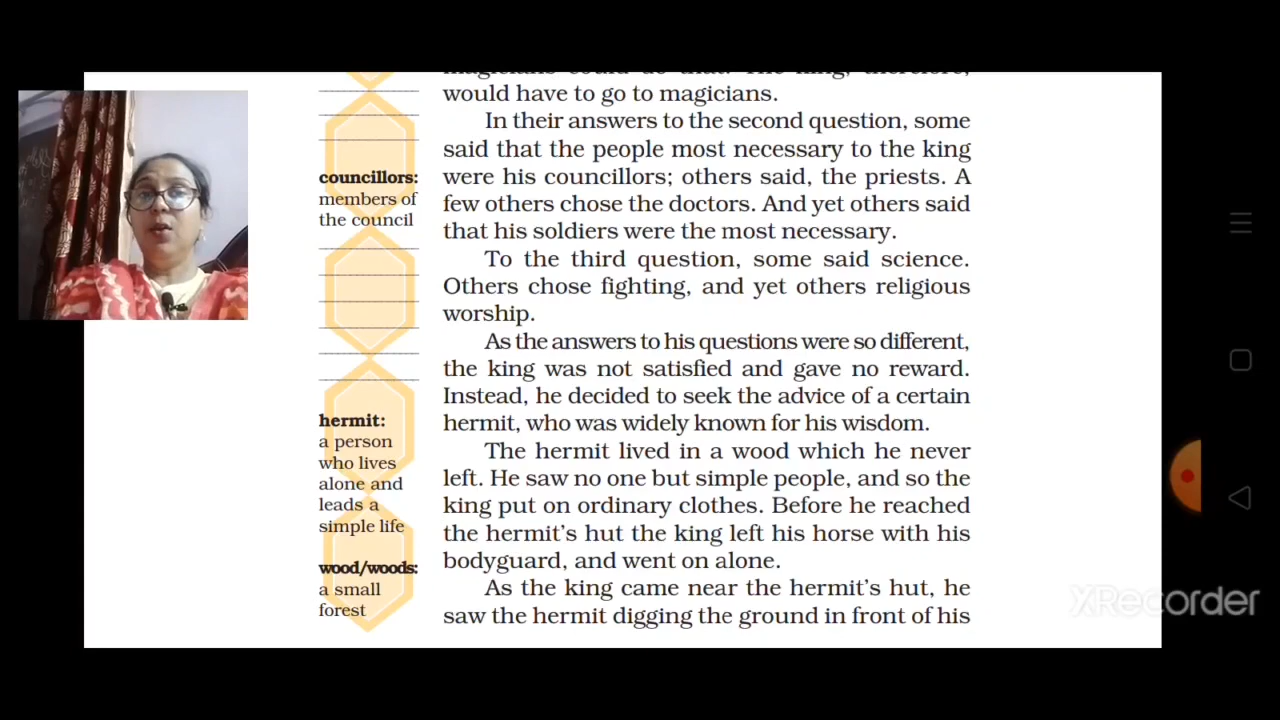 magicians could do that. The king, therefore,
would have to go to magicians.
In their answers to the second question, some
said that the people most necessary to the king
were his councillors; others said, the priests. A
few others chose the doctors. And yet others said
that his soldiers were the most necessary.
To the third question, some said science.
Others chose fighting, and yet others religious
worship.
As the answers to his questions were so different,
the king was not satisfied and gave no reward.
Instead, he decided to seek the advice of a certain
hermit, who was widely known for his wisdom.
The hermit lived in a wood which he never
left. He saw no one but simple people, and so the
king put on ordinary clothes. Before he reached
the hermit's hut the king left his horse with his
bodyguard, and went on alone.
As the king came near the hermit's hut, he
saw the hermit digging the ground in front of his
councillors:
members of
the council
hermit:
a person
who lives
alone and
leads a
simple life
wood/woods:
a small
forest
XRecorder